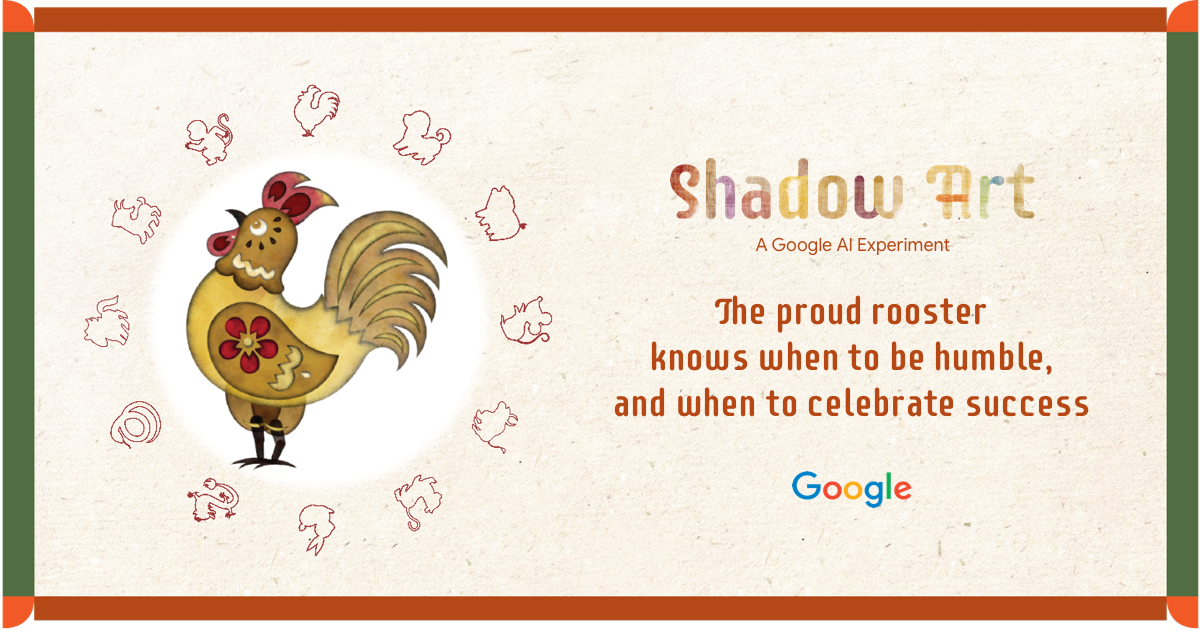 Shadow Art
A Google AI Experiment
The proud rooster
knows when to be humble,
and when to celebrate success
Google